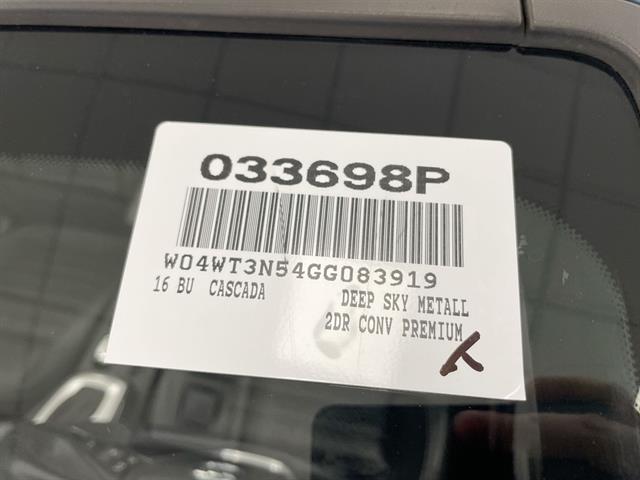 033698P
W04WT3N54GG083919
16 BU CASCADA DEEP SKY METALL
2DR CONV PREMIUM